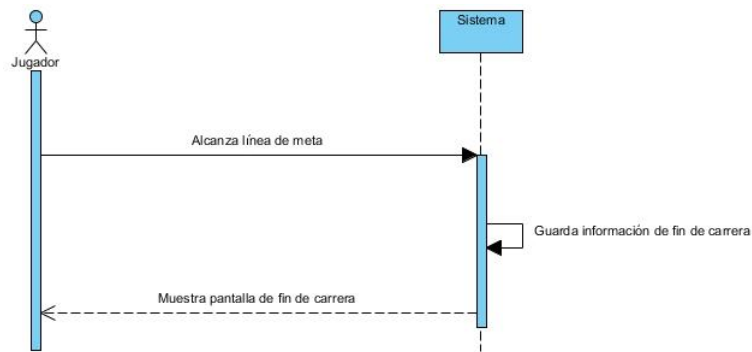 Sistema
Jugador
Alcanza línea de meta
Guarda información de fin de carrera
Muestra pantalla de fin de carrera